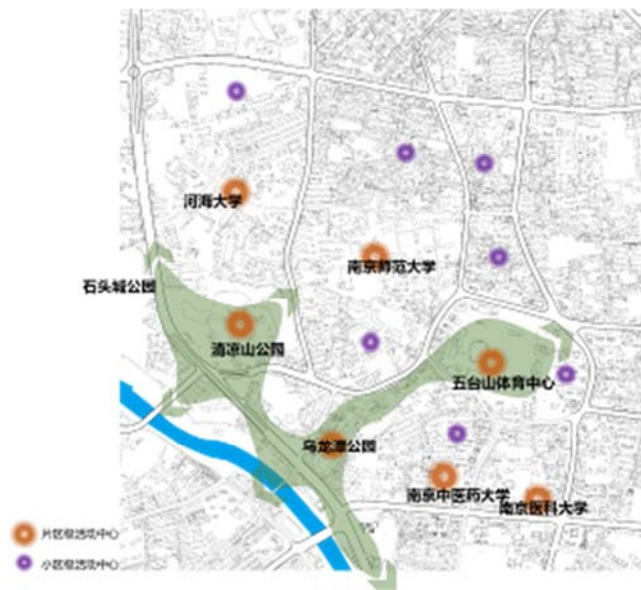 河海大学
南京师范大学
石头城公园
清凉山公园
五台山体育中心
乌龙潭公园
南京中医药大学
南京医科大学
片区级活动中心
小区级活动中心